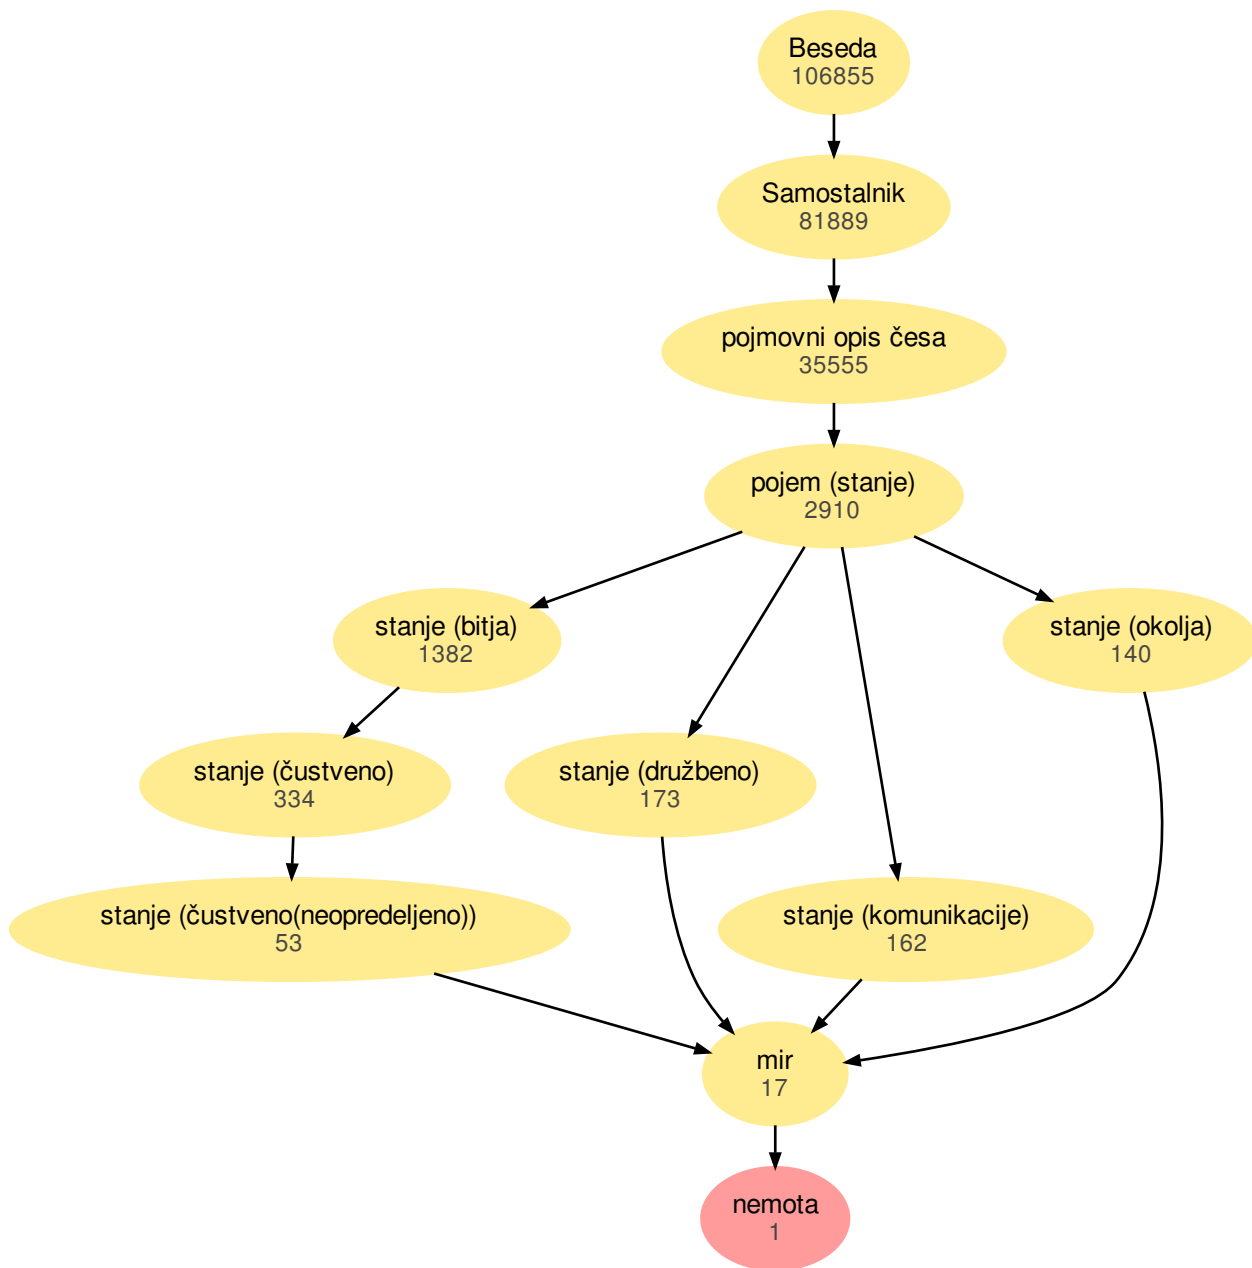 Beseda
106855
Samostalnik
81889
pojmovni opis česa
35555
pojem (stanje)
2910
stanje (bitja)
1382
stanje (okolja)
140
stanje (čustveno)
334
stanje (družbeno)
173
stanje (čustveno(neopredeljeno))
53
stanje (komunikacije)
162
mir
17
nemota
1